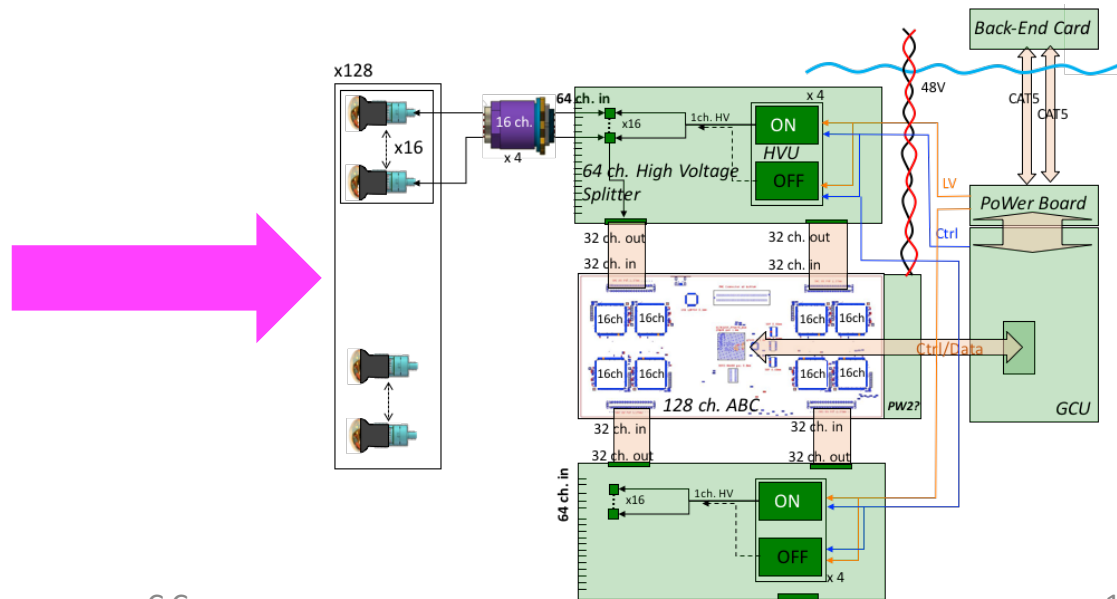 Back-End Card
x128
x 4
48V
CAT5
CAT5
64 ch. in
16 ch.
x 4
x16
x16
1ch. HV
ON
HVU
OFF
64 ch. High Voltage
Splitter
LV
PoWer Board
Ctrl
32 ch. out
32 ch. out
32 ch. in
32 ch. in
16ch
16ch
16ch
16ch
16ch
16ch
16ch
16ch
Ctrl/Data
128 ch. ABC
PW2?
GCU
32 ch. in
32 ch. in
32 ch. out
32 ch. out
64 ch. in
x16
1ch. HV
ON
OFF
x 4